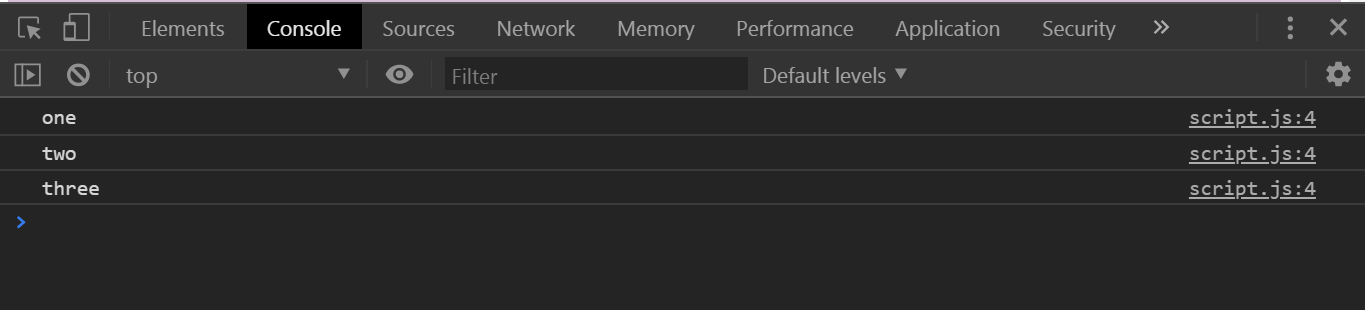 Elements Console Sources Network Memory Performance Application Security »
top ▼ Filter Default levels ▼
one script.js:4
two script.js:4
three script.js:4
>